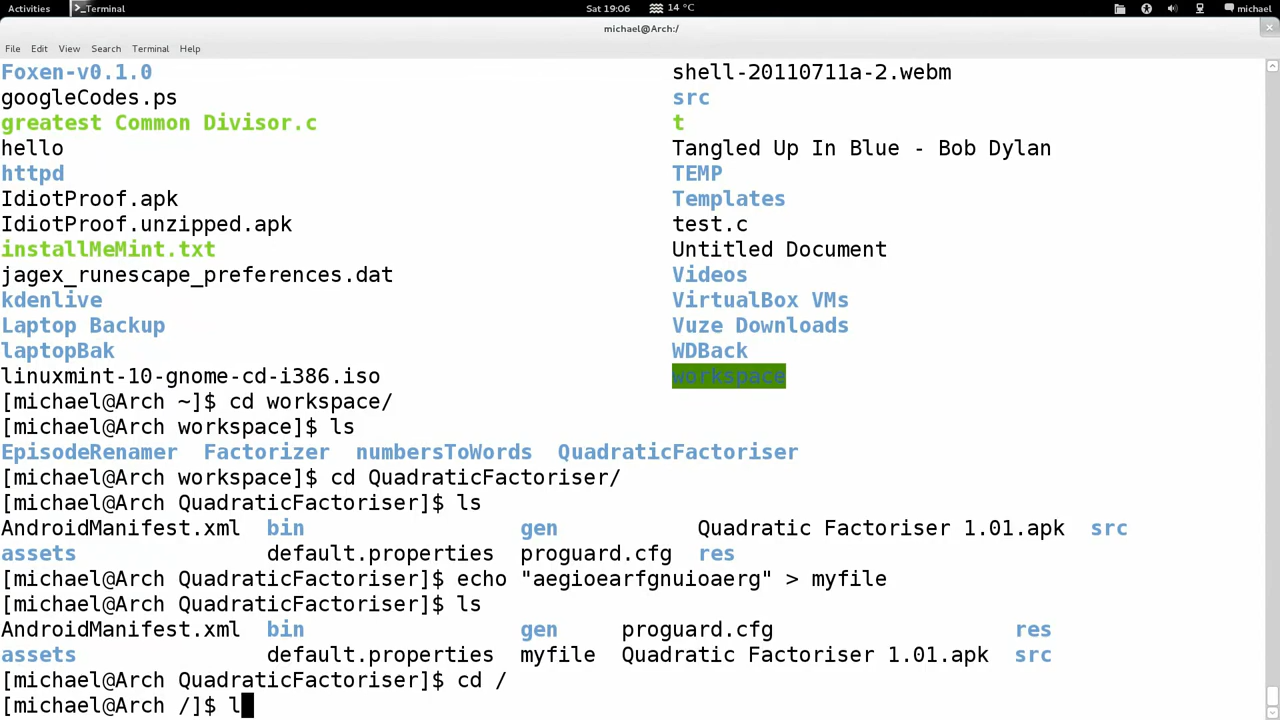 Activities >_Terminal Sat 19:06 14 °C michael
michael@Arch:/
File Edit View Search Terminal Help
Foxen-v0.1.0 shell-20110711a-2.webm
googleCodes.ps src
greatest Common Divisor.c t
hello Tangled Up In Blue - Bob Dylan
httpd TEMP
IdiotProof.apk Templates
IdiotProof.unzipped.apk test.c
installMeMint.txt Untitled Document
jagex_runescape_preferences.dat Videos
kdenlive VirtualBox VMs
Laptop Backup Vuze Downloads
laptopBak WDBack
linuxmint-10-gnome-cd-i386.iso workspace
[michael@Arch ~]$ cd workspace/
[michael@Arch workspace]$ ls
EpisodeRenamer Factorizer numbersToWords QuadraticFactoriser
[michael@Arch workspace]$ cd QuadraticFactoriser/
[michael@Arch QuadraticFactoriser]$ ls
AndroidManifest.xml bin gen Quadratic Factoriser 1.01.apk src
assets default.properties proguard.cfg res
[michael@Arch QuadraticFactoriser]$ echo "aegioearfgnuioaerg" > myfile
[michael@Arch QuadraticFactoriser]$ ls
AndroidManifest.xml bin gen proguard.cfg res
assets default.properties myfile Quadratic Factoriser 1.01.apk src
[michael@Arch QuadraticFactoriser]$ cd /
[michael@Arch /]$ l